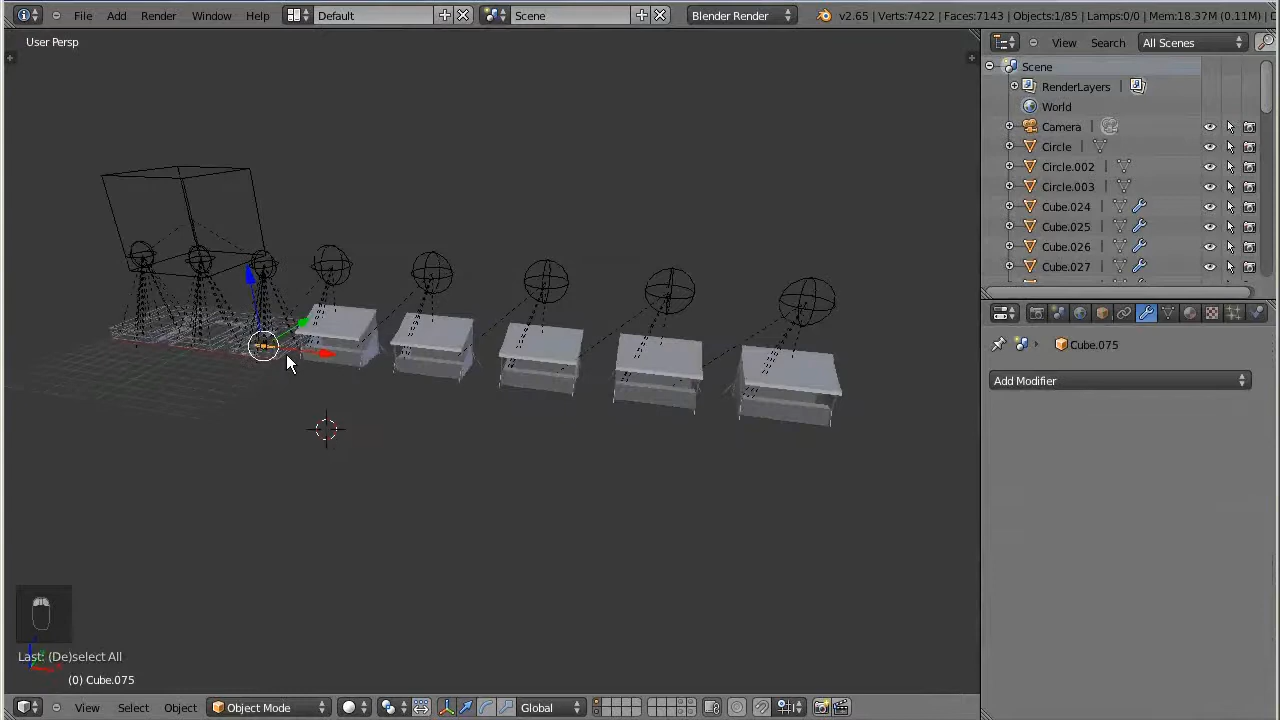 File Add Render Window Help Default Scene Blender Render v2.65 | Verts:7422 | Faces:7143 | Objects:1/85 | Lamps:0/0 | Mem:18.37M (0.11M) |
User Persp
View Search All Scenes
Scene
RenderLayers |
World
Camera |
Circle |
Circle.002 |
Circle.003 |
Cube.024 |
Cube.025 |
Cube.026 |
Cube.027 |
Cube.075
Add Modifier
Last: (De)select All
(0) Cube.075
View Select Object Object Mode Global